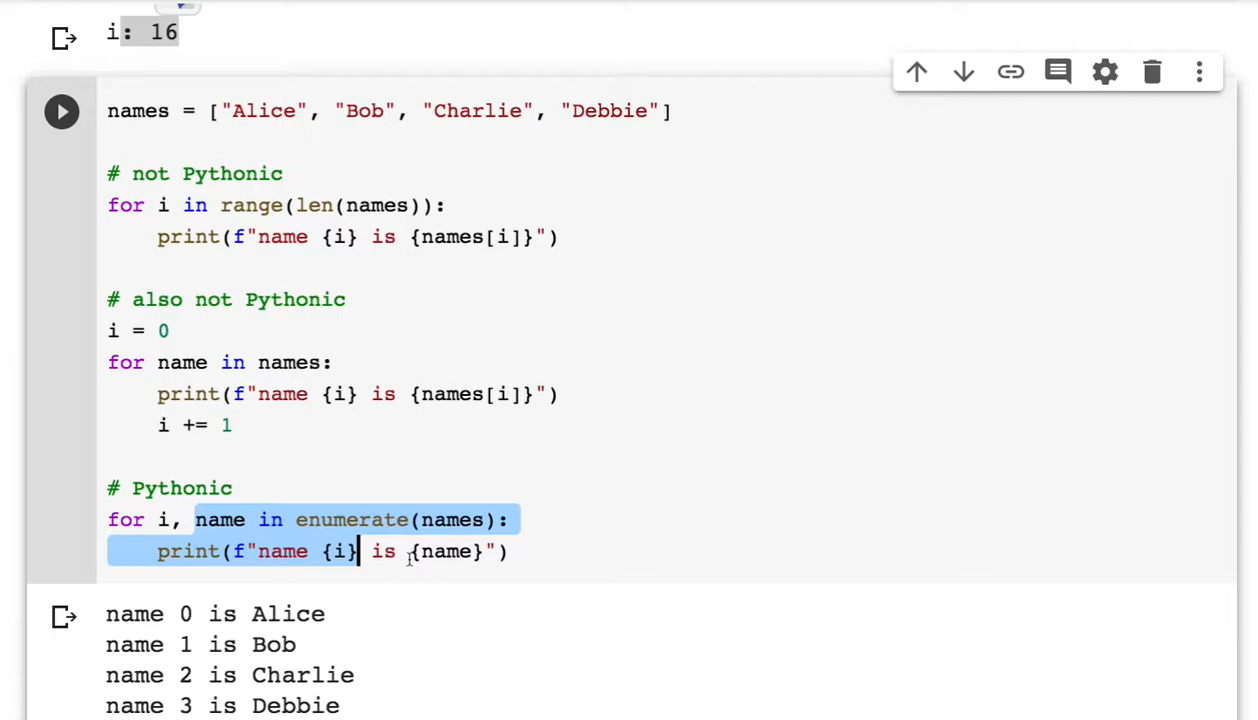 i: 16
names = ["Alice", "Bob", "Charlie", "Debbie"]
# not Pythonic
for i in range(len(names)):
    print(f"name {i} is {names[i]}")
# also not Pythonic
i = 0
for name in names:
    print(f"name {i} is {names[i]}")
    i += 1
# Pythonic
for i, name in enumerate(names):
    print(f"name {i} is {name}")
name 0 is Alice
name 1 is Bob
name 2 is Charlie
name 3 is Debbie